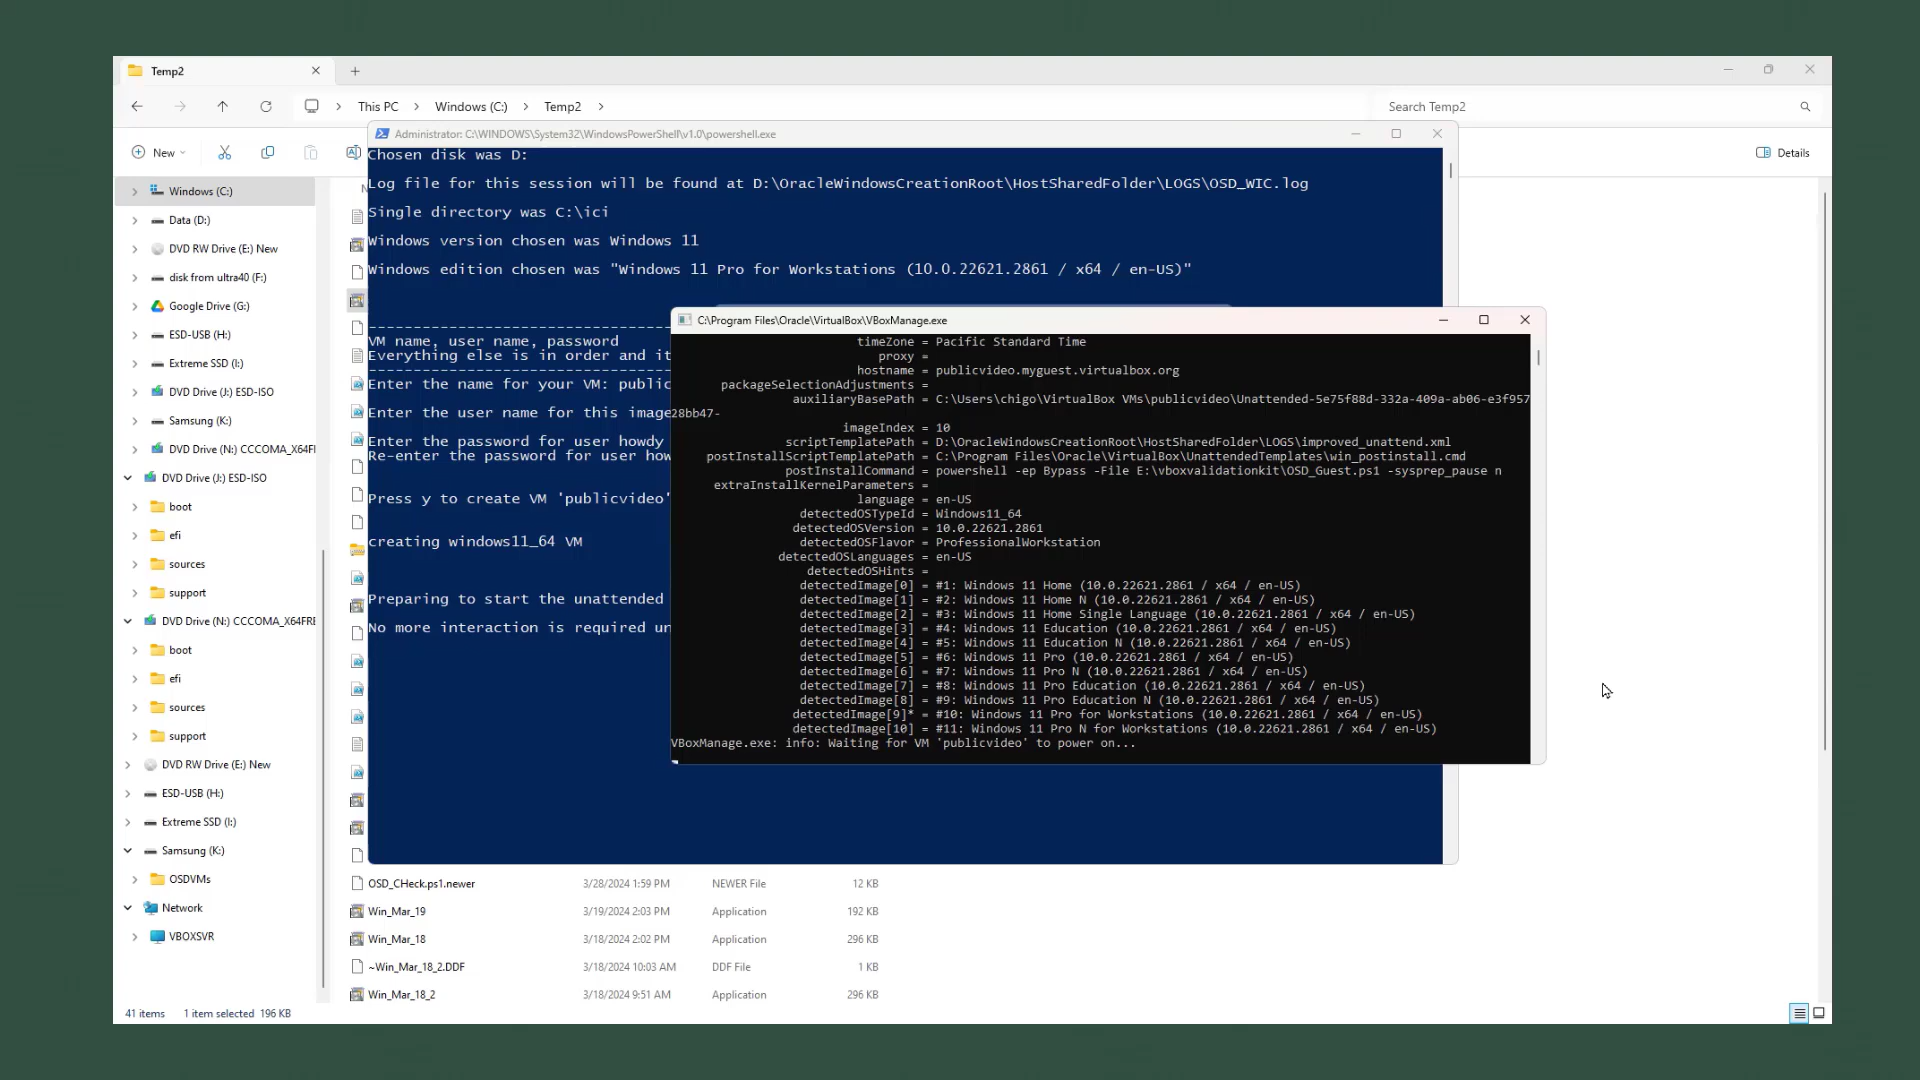 Temp2
This PC
Windows (C:)
Temp2
Search Temp2
New
Details
Administrator: C:\WINDOWS\System32\WindowsPowerShell\v1.0\powershell.exe
Chosen disk was D:
Log file for this session will be found at D:\OracleWindowsCreationRoot\HostSharedFolder\LOGS\OSD_WIC.log
Single directory was C:\ici
Windows version chosen was Windows 11
Windows edition chosen was "Windows 11 Pro for Workstations (10.0.22621.2861 / x64 / en-US)"
VM name, user name, password
Everything else is in order and it
Enter the name for your VM: public
Enter the user name for this image
Enter the password for user howdy
Re-enter the password for user how
Press y to create VM 'publicvideo'
creating windows11_64 VM
Preparing to start the unattended
No more interaction is required un
C:\Program Files\Oracle\VirtualBox\VBoxManage.exe
timeZone = Pacific Standard Time
proxy =
hostname = publicvideo.myguest.virtualbox.org
packageSelectionAdjustments =
auxiliaryBasePath = C:\Users\chigo\VirtualBox VMs\publicvideo\Unattended-5e75f88d-332a-409a-ab06-e3f957
28bb47-
imageIndex = 10
scriptTemplatePath = D:\OracleWindowsCreationRoot\HostSharedFolder\LOGS\improved_unattend.xml
postInstallScriptTemplatePath = C:\Program Files\Oracle\VirtualBox\UnattendedTemplates\win_postinstall.cmd
postInstallCommand = powershell -ep Bypass -File E:\vboxvalidationkit\OSD_Guest.ps1 -sysprep_pause n
extraInstallKernelParameters =
language = en-US
detectedOSTypeId = Windows11_64
detectedOSVersion = 10.0.22621.2861
detectedOSFlavor = ProfessionalWorkstation
detectedOSLanguages = en-US
detectedOSHints =
detectedImage[0] = #1: Windows 11 Home (10.0.22621.2861 / x64 / en-US)
detectedImage[1] = #2: Windows 11 Home N (10.0.22621.2861 / x64 / en-US)
detectedImage[2] = #3: Windows 11 Home Single Language (10.0.22621.2861 / x64 / en-US)
detectedImage[3] = #4: Windows 11 Education (10.0.22621.2861 / x64 / en-US)
detectedImage[4] = #5: Windows 11 Education N (10.0.22621.2861 / x64 / en-US)
detectedImage[5] = #6: Windows 11 Pro (10.0.22621.2861 / x64 / en-US)
detectedImage[6] = #7: Windows 11 Pro N (10.0.22621.2861 / x64 / en-US)
detectedImage[7] = #8: Windows 11 Pro Education (10.0.22621.2861 / x64 / en-US)
detectedImage[8] = #9: Windows 11 Pro Education N (10.0.22621.2861 / x64 / en-US)
detectedImage[9]* = #10: Windows 11 Pro for Workstations (10.0.22621.2861 / x64 / en-US)
detectedImage[10] = #11: Windows 11 Pro N for Workstations (10.0.22621.2861 / x64 / en-US)
VBoxManage.exe: info: Waiting for VM 'publicvideo' to power on...
Windows (C:)
Data (D:)
DVD RW Drive (E:) New
disk from ultra40 (F:)
Google Drive (G:)
ESD-USB (H:)
Extreme SSD (I:)
DVD Drive (J:) ESD-ISO
Samsung (K:)
DVD Drive (N:) CCCOMA_X64FR
DVD Drive (J:) ESD-ISO
boot
efi
sources
support
DVD Drive (N:) CCCOMA_X64FRE
boot
efi
sources
support
DVD RW Drive (E:) New
ESD-USB (H:)
Extreme SSD (I:)
Samsung (K:)
OSDVMs
Network
VBOXSVR
OSD_CHeck.ps1.newer 3/28/2024 1:59 PM NEWER File 12 KB
Win_Mar_19 3/19/2024 2:03 PM Application 192 KB
Win_Mar_18 3/18/2024 2:02 PM Application 296 KB
~Win_Mar_18_2.DDF 3/18/2024 10:03 AM DDF File 1 KB
Win_Mar_18_2 3/18/2024 9:51 AM Application 296 KB
41 items 1 item selected 196 KB